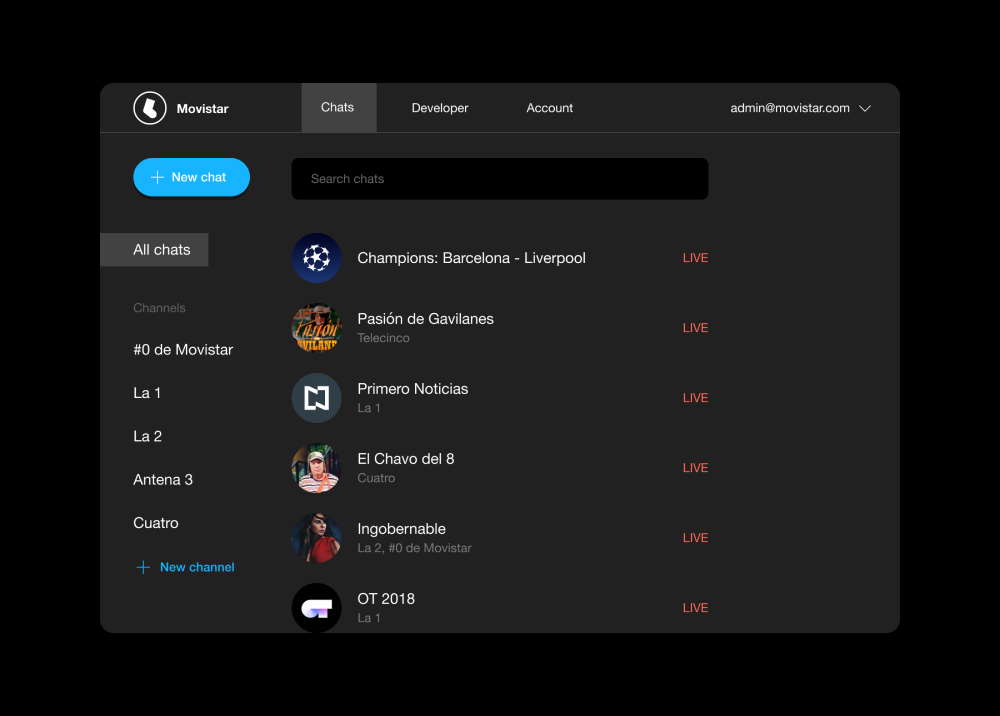 Movistar
Chats
Developer
Account
admin@movistar.com
New chat
Search chats
All chats
Channels
#0 de Movistar
La 1
La 2
Antena 3
Cuatro
New channel
Champions: Barcelona - Liverpool
LIVE
Pasión de Gavilanes
Telecinco
LIVE
Primero Noticias
La 1
LIVE
El Chavo del 8
Cuatro
LIVE
Ingobernable
La 2, #0 de Movistar
LIVE
OT 2018
La 1
LIVE